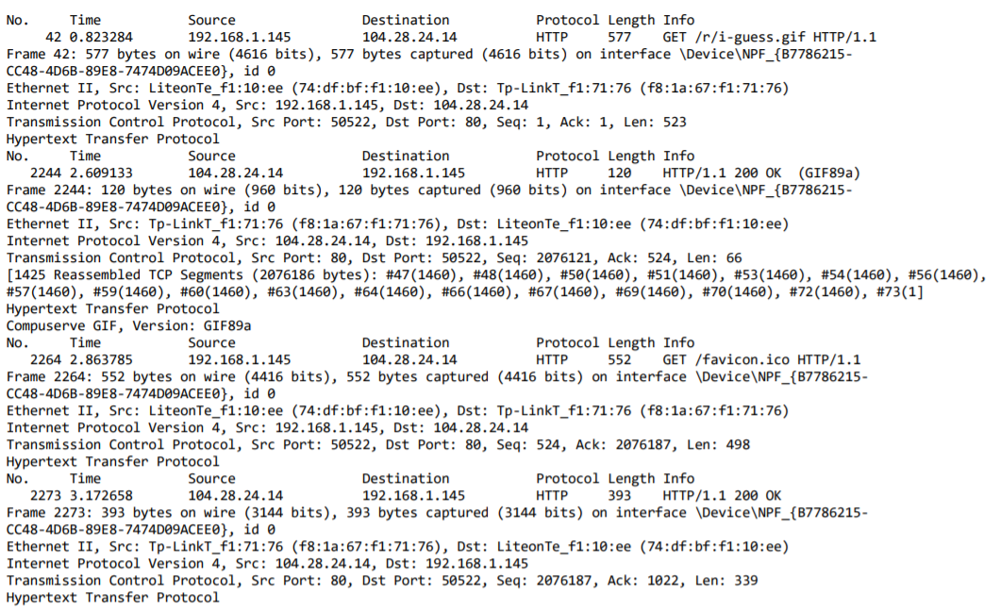 No. Time Source Destination Protocol Length Info
42 0.823284 192.168.1.145 104.28.24.14 HTTP 577 GET /r/i-guess.gif HTTP/1.1
Frame 42: 577 bytes on wire (4616 bits), 577 bytes captured (4616 bits) on interface \Device\NPF_{B7786215-
CC48-4D6B-89E8-7474D09ACEE0}, id 0
Ethernet II, Src: LiteonTe_f1:10:ee (74:df:bf:f1:10:ee), Dst: Tp-LinkT_f1:71:76 (f8:1a:67:f1:71:76)
Internet Protocol Version 4, Src: 192.168.1.145, Dst: 104.28.24.14
Transmission Control Protocol, Src Port: 50522, Dst Port: 80, Seq: 1, Ack: 1, Len: 523
Hypertext Transfer Protocol
No. Time Source Destination Protocol Length Info
2244 2.609133 104.28.24.14 192.168.1.145 HTTP 120 HTTP/1.1 200 OK (GIF89a)
Frame 2244: 120 bytes on wire (960 bits), 120 bytes captured (960 bits) on interface \Device\NPF_{B7786215-
CC48-4D6B-89E8-7474D09ACEE0}, id 0
Ethernet II, Src: Tp-LinkT_f1:71:76 (f8:1a:67:f1:71:76), Dst: LiteonTe_f1:10:ee (74:df:bf:f1:10:ee)
Internet Protocol Version 4, Src: 104.28.24.14, Dst: 192.168.1.145
Transmission Control Protocol, Src Port: 80, Dst Port: 50522, Seq: 2076121, Ack: 524, Len: 66
[1425 Reassembled TCP Segments (2076186 bytes): #47(1460), #48(1460), #50(1460), #51(1460), #53(1460), #54(1460), #56(1460),
#57(1460), #59(1460), #60(1460), #63(1460), #64(1460), #66(1460), #67(1460), #69(1460), #70(1460), #72(1460), #73(1]
Hypertext Transfer Protocol
Compuserve GIF, Version: GIF89a
No. Time Source Destination Protocol Length Info
2264 2.863785 192.168.1.145 104.28.24.14 HTTP 552 GET /favicon.ico HTTP/1.1
Frame 2264: 552 bytes on wire (4416 bits), 552 bytes captured (4416 bits) on interface \Device\NPF_{B7786215-
CC48-4D6B-89E8-7474D09ACEE0}, id 0
Ethernet II, Src: LiteonTe_f1:10:ee (74:df:bf:f1:10:ee), Dst: Tp-LinkT_f1:71:76 (f8:1a:67:f1:71:76)
Internet Protocol Version 4, Src: 192.168.1.145, Dst: 104.28.24.14
Transmission Control Protocol, Src Port: 50522, Dst Port: 80, Seq: 524, Ack: 2076187, Len: 498
Hypertext Transfer Protocol
No. Time Source Destination Protocol Length Info
2273 3.172658 104.28.24.14 192.168.1.145 HTTP 393 HTTP/1.1 200 OK
Frame 2273: 393 bytes on wire (3144 bits), 393 bytes captured (3144 bits) on interface \Device\NPF_{B7786215-
CC48-4D6B-89E8-7474D09ACEE0}, id 0
Ethernet II, Src: Tp-LinkT_f1:71:76 (f8:1a:67:f1:71:76), Dst: LiteonTe_f1:10:ee (74:df:bf:f1:10:ee)
Internet Protocol Version 4, Src: 104.28.24.14, Dst: 192.168.1.145
Transmission Control Protocol, Src Port: 80, Dst Port: 50522, Seq: 2076187, Ack: 1022, Len: 339
Hypertext Transfer Protocol